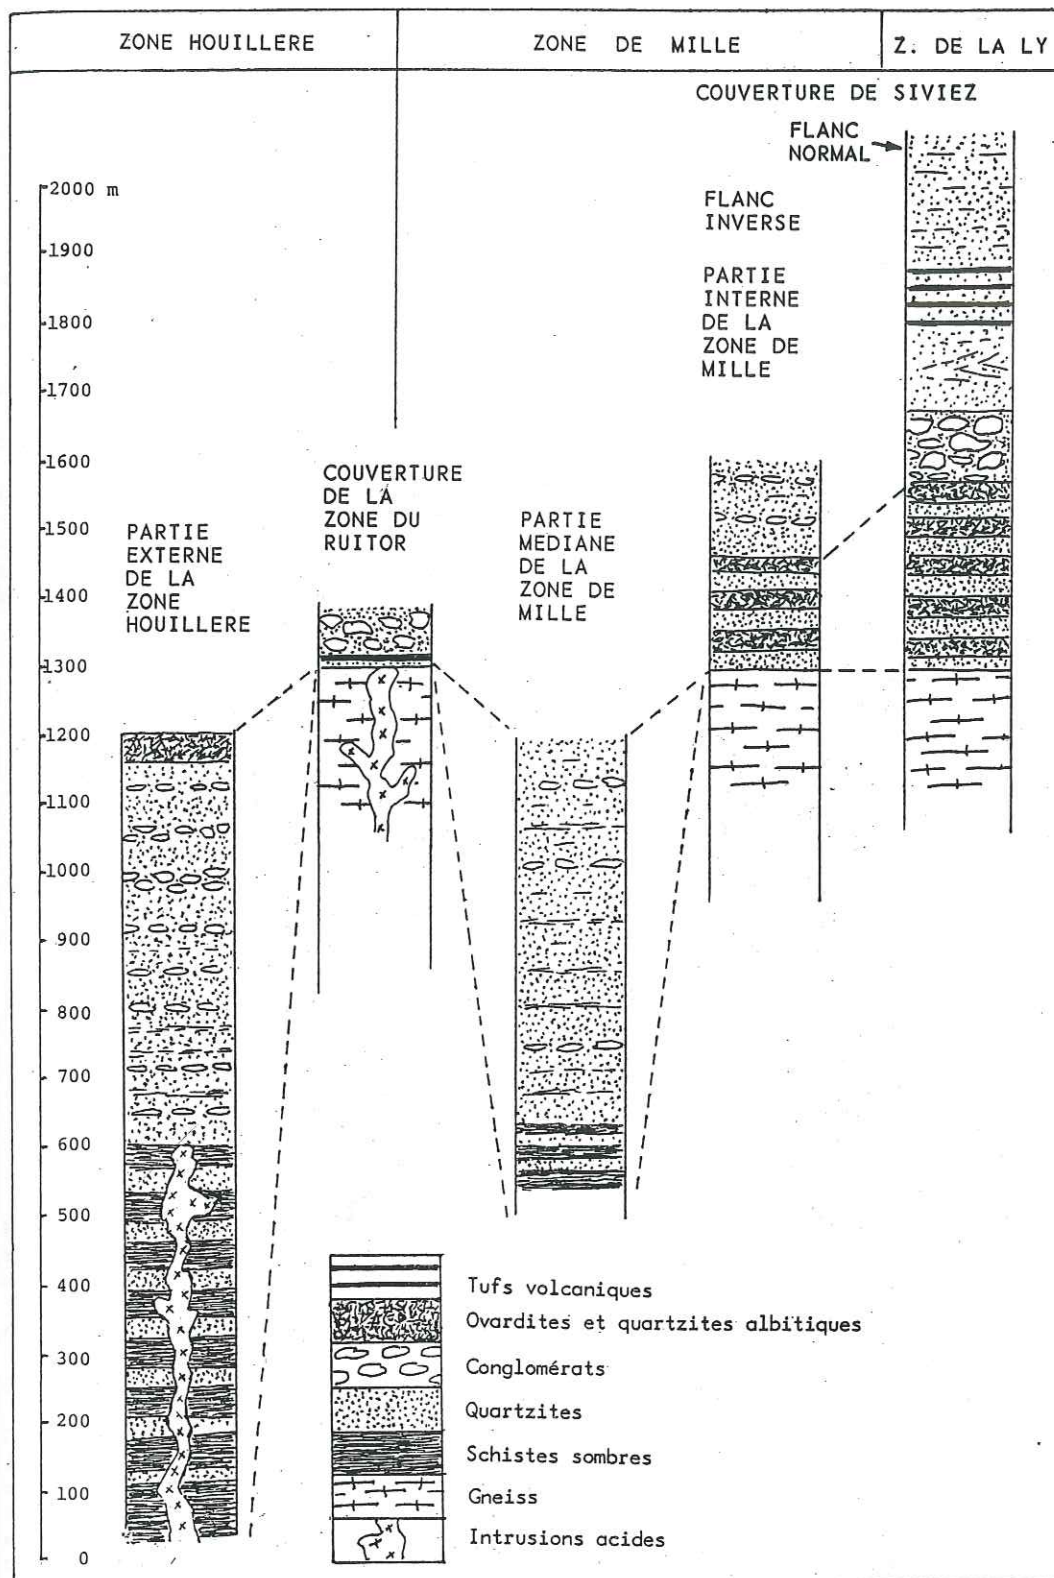 ZONE HOUILLERE
ZONE DE MILLE
Z. DE LA LY
COUVERTURE DE SIVIEZ
FLANC
NORMAL
FLANC
INVERSE
PARTIE
INTERNE
DE LA
ZONE DE
MILLE
COUVERTURE
DE LA
ZONE DU
RUITOR
PARTIE
EXTERNE
DE LA
ZONE
HOUILLERE
PARTIE
MEDIANE
DE LA
ZONE DE
MILLE
2000 m
1900
1800
1700
1600
1500
1400
1300
1200
1100
1000
900
800
700
600
500
400
300
200
100
0
Tufs volcaniques
Ovardites et quartzites albitiques
Conglomérats
Quartzites
Schistes sombres
Gneiss
Intrusions acides